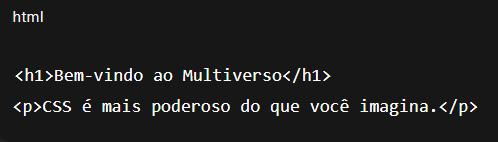 html
<h1>Bem-vindo ao Multiverso</h1>
<p>CSS é mais poderoso do que você imagina.</p>